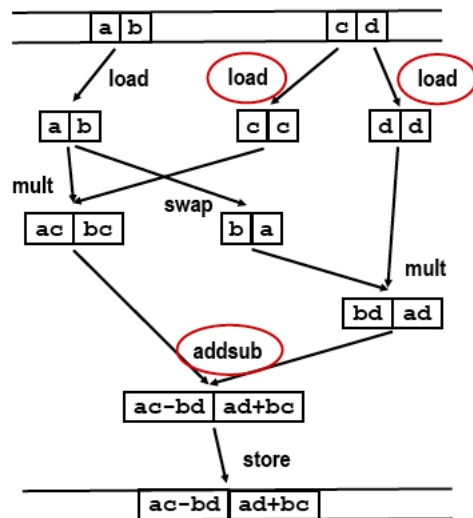 a b c d
load load load
a b c c d d
mult
swap
ac bc b a
mult
bd ad
addsub
ac-bd ad+bc
store
ac-bd ad+bc